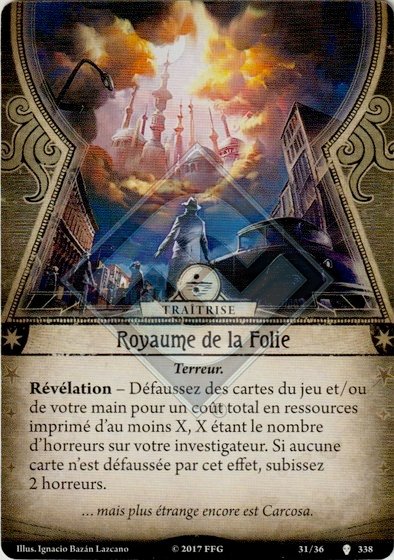 TRAÎTRISE
Royaume de la Folie
Terreur.
Révélation – Défaussez des cartes du jeu et/ou
de votre main pour un coût total en ressources
imprimé d'au moins X, X étant le nombre
d'horreurs sur votre investigateur. Si aucune
carte n'est défaussée par cet effet, subissez
2 horreurs.
... mais plus étrange encore est Carcosa.
Illus. Ignacio Bazán Lazcano © 2017 FFG 31/36 338